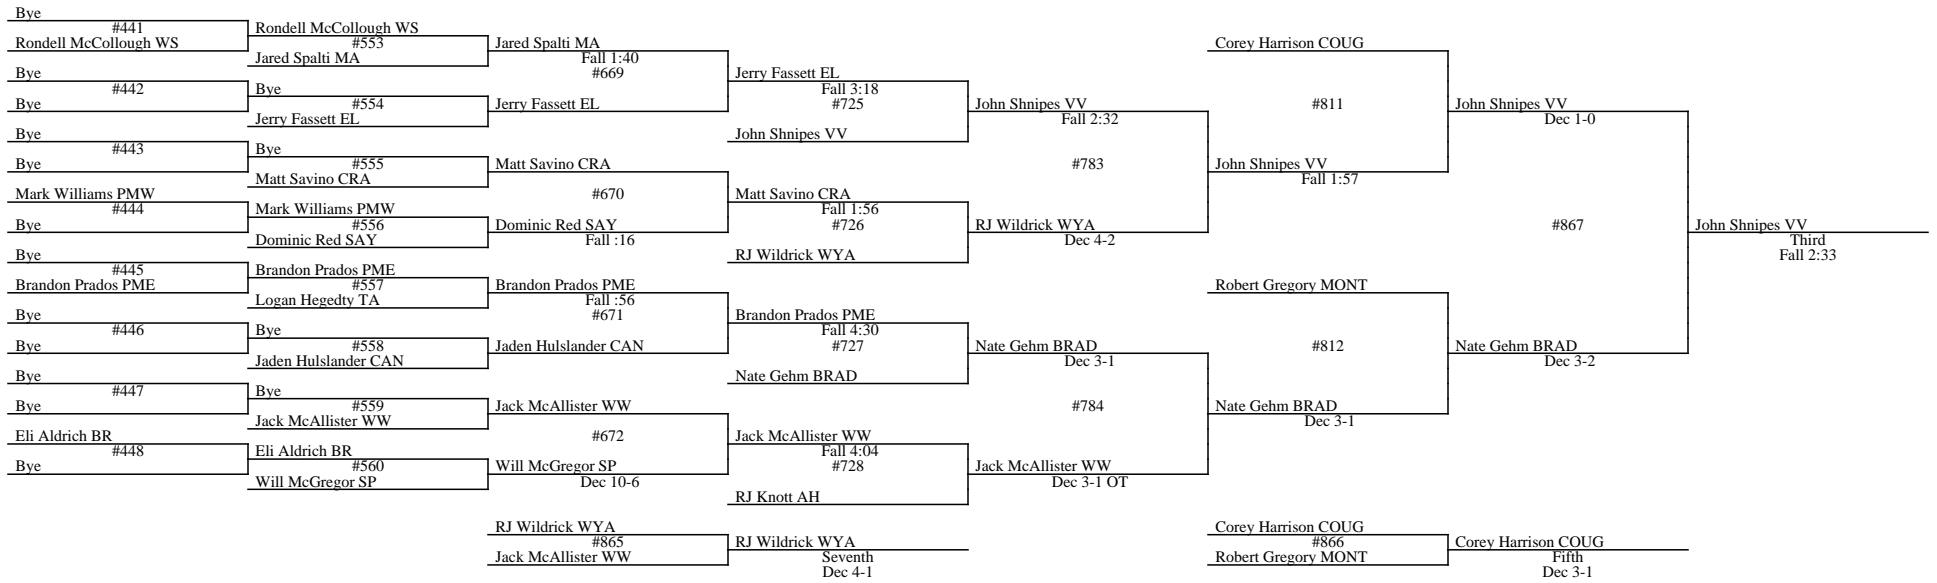 Bye
#441
Rondell McCollough WS
Bye
#442
Bye
Bye
#443
Bye
Mark Williams PMW
#444
Bye
Bye
#445
Brandon Prados PME
Bye
#446
Bye
Bye
#447
Bye
Eli Aldrich BR
#448
Bye
Rondell McCollough WS
#553
Jared Spalti MA
Bye
#554
Jerry Fassett EL
Bye
#555
Matt Savino CRA
Mark Williams PMW
#556
Dominic Red SAY
Brandon Prados PME
#557
Logan Hegedty TA
Bye
#558
Jaden Hulslander CAN
Bye
#559
Jack McAllister WW
Eli Aldrich BR
#560
Will McGregor SP
Jared Spalti MA
Fall 1:40
#669
Jerry Fassett EL
Matt Savino CRA
#670
Dominic Red SAY
Fall :16
Brandon Prados PME
Fall :56
#671
Jaden Hulslander CAN
Jack McAllister WW
#672
Will McGregor SP
Dec 10-6
Jerry Fassett EL
Fall 3:18
#725
John Shnipes VV
Matt Savino CRA
Fall 1:56
#726
RJ Wildrick WYA
Brandon Prados PME
Fall 4:30
#727
Nate Gehm BRAD
Jack McAllister WW
Fall 4:04
#728
RJ Knott AH
John Shnipes VV
Fall 2:32
#783
RJ Wildrick WYA
Dec 4-2
Nate Gehm BRAD
Dec 3-1
#784
Jack McAllister WW
Dec 3-1 OT
Corey Harrison COUG
#811
John Shnipes VV
Fall 1:57
Robert Gregory MONT
#812
Nate Gehm BRAD
Dec 3-1
John Shnipes VV
Dec 1-0
#867
Nate Gehm BRAD
Dec 3-2
John Shnipes VV
Third
Fall 2:33
RJ Wildrick WYA
#865
Jack McAllister WW
RJ Wildrick WYA
Seventh
Dec 4-1
Corey Harrison COUG
#866
Robert Gregory MONT
Corey Harrison COUG
Fifth
Dec 3-1